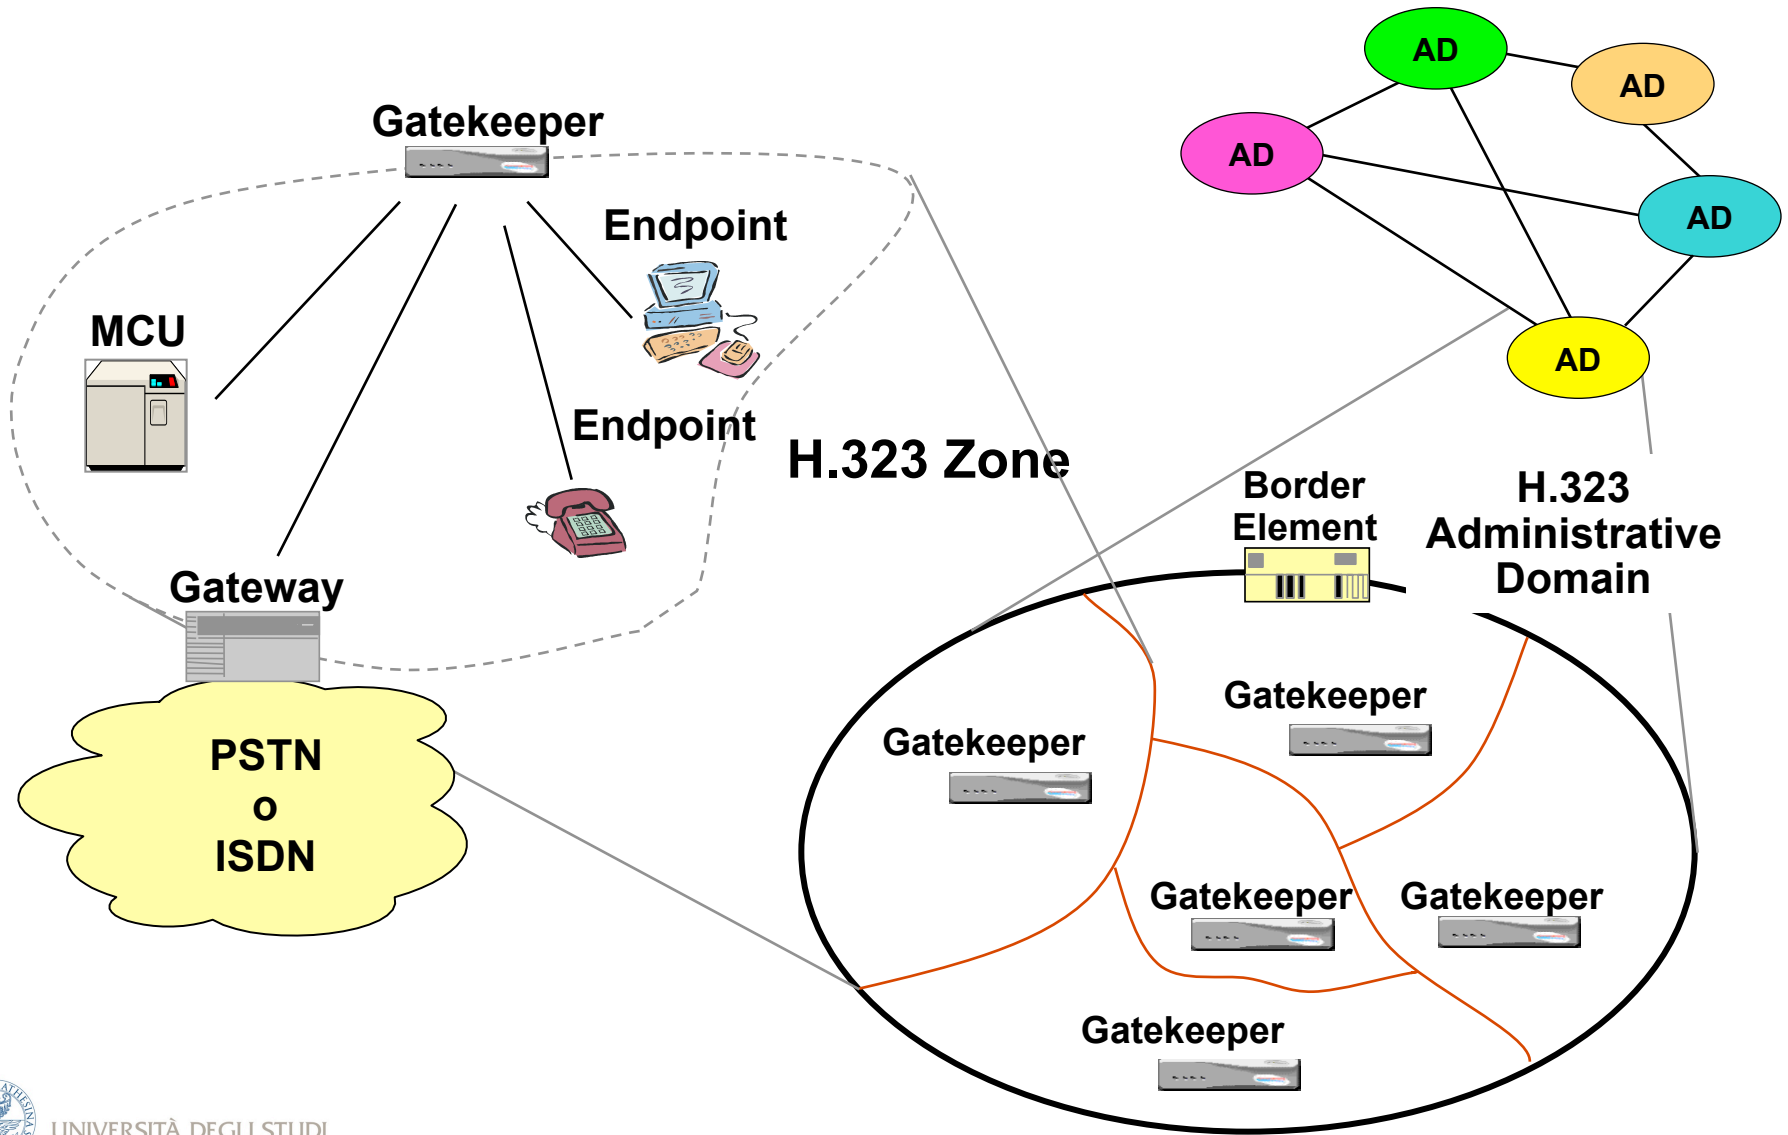 AD
AD
AD
AD
AD
Gatekeeper
Endpoint
MCU
Endpoint
H.323 Zone
Gateway
PSTN
o
ISDN
Border
Element
H.323
Administrative
Domain
Gatekeeper
Gatekeeper
Gatekeeper
Gatekeeper
Gatekeeper
UNIVERSITÀ DEGLI STUDI